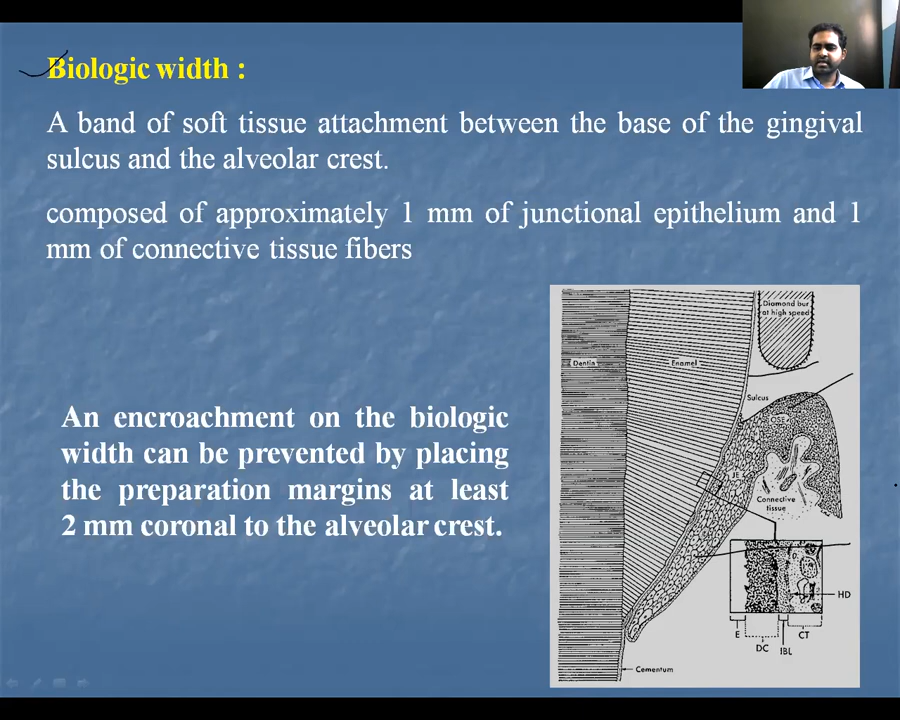 Biologic width :
A band of soft tissue attachment between the base of the gingival
sulcus and the alveolar crest.
composed of approximately 1 mm of junctional epithelium and 1
mm of connective tissue fibers
An encroachment on the biologic
width can be prevented by placing
the preparation margins at least
2 mm coronal to the alveolar crest.
Diamond bur
at high speed
Dentin
Enamel
Sulcus
OSE
JE
Connective
tissue
D
HD
E
DC
IBL
CT
Cementum